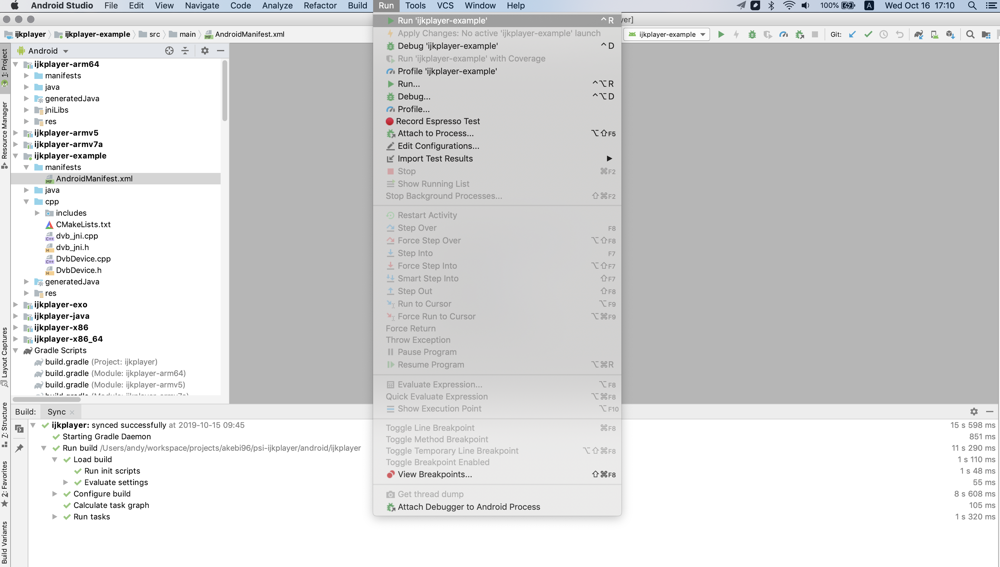 Android Studio File Edit View Navigate Code Analyze Refactor Build Run Tools VCS Window Help 100% A Wed Oct 16 17:10
yer]
ijkplayer ijkplayer-example src main MF AndroidManifest.xml ijkplayer-example Git:
Android
1: Project
Resource Manager
Layout Captures
7: Structure
2: Favorites
Build Variants
ijkplayer-arm64
manifests
java
generatedJava
jniLibs
res
ijkplayer-armv5
ijkplayer-armv7a
ijkplayer-example
manifests
MF AndroidManifest.xml
java
cpp
includes
CMakeLists.txt
C++ dvb_jni.cpp
H dvb_jni.h
C++ DvbDevice.cpp
H DvbDevice.h
generatedJava
res
ijkplayer-exo
ijkplayer-java
ijkplayer-x86
ijkplayer-x86_64
Gradle Scripts
build.gradle (Project: ijkplayer)
build.gradle (Module: ijkplayer-arm64)
build.gradle (Module: ijkplayer-armv5)
Run 'ijkplayer-example' ^R
Apply Changes: No active 'ijkplayer-example' launch
Debug 'ijkplayer-example' ^D
Run 'ijkplayer-example' with Coverage
Profile 'ijkplayer-example'
Run... ^⌥R
Debug... ^⌥D
Profile...
Record Espresso Test
Attach to Process... ⌥⇧F5
Edit Configurations...
Import Test Results
Stop ⌘F2
Show Running List
Stop Background Processes... ⇧⌘F2
Restart Activity
Step Over F8
Force Step Over ⌥⇧F8
Step Into F7
Force Step Into ⌥⇧F7
Smart Step Into ⇧F7
Step Out ⇧F8
Run to Cursor ⌥F9
Force Run to Cursor ⌥⌘F9
Force Return
Throw Exception
Pause Program
Resume Program ⌥⌘R
Evaluate Expression... ⌥F8
Quick Evaluate Expression ⌥⌘F8
Show Execution Point ⌥F10
Toggle Line Breakpoint ⌘F8
Toggle Method Breakpoint
Toggle Temporary Line Breakpoint ⌥⇧⌘F8
Toggle Breakpoint Enabled
View Breakpoints... ⇧⌘F8
Get thread dump
Attach Debugger to Android Process
Build: Sync
ijkplayer: synced successfully at 2019-10-15 09:45 15 s 598 ms
Starting Gradle Daemon 851 ms
Run build /Users/andy/workspace/projects/akebi96/psi-ijkplayer/android/ijkplayer 11 s 290 ms
Load build 1 s 110 ms
Run init scripts 1 s 48 ms
Evaluate settings 55 ms
Configure build 8 s 608 ms
Calculate task graph 105 ms
Run tasks 1 s 320 ms